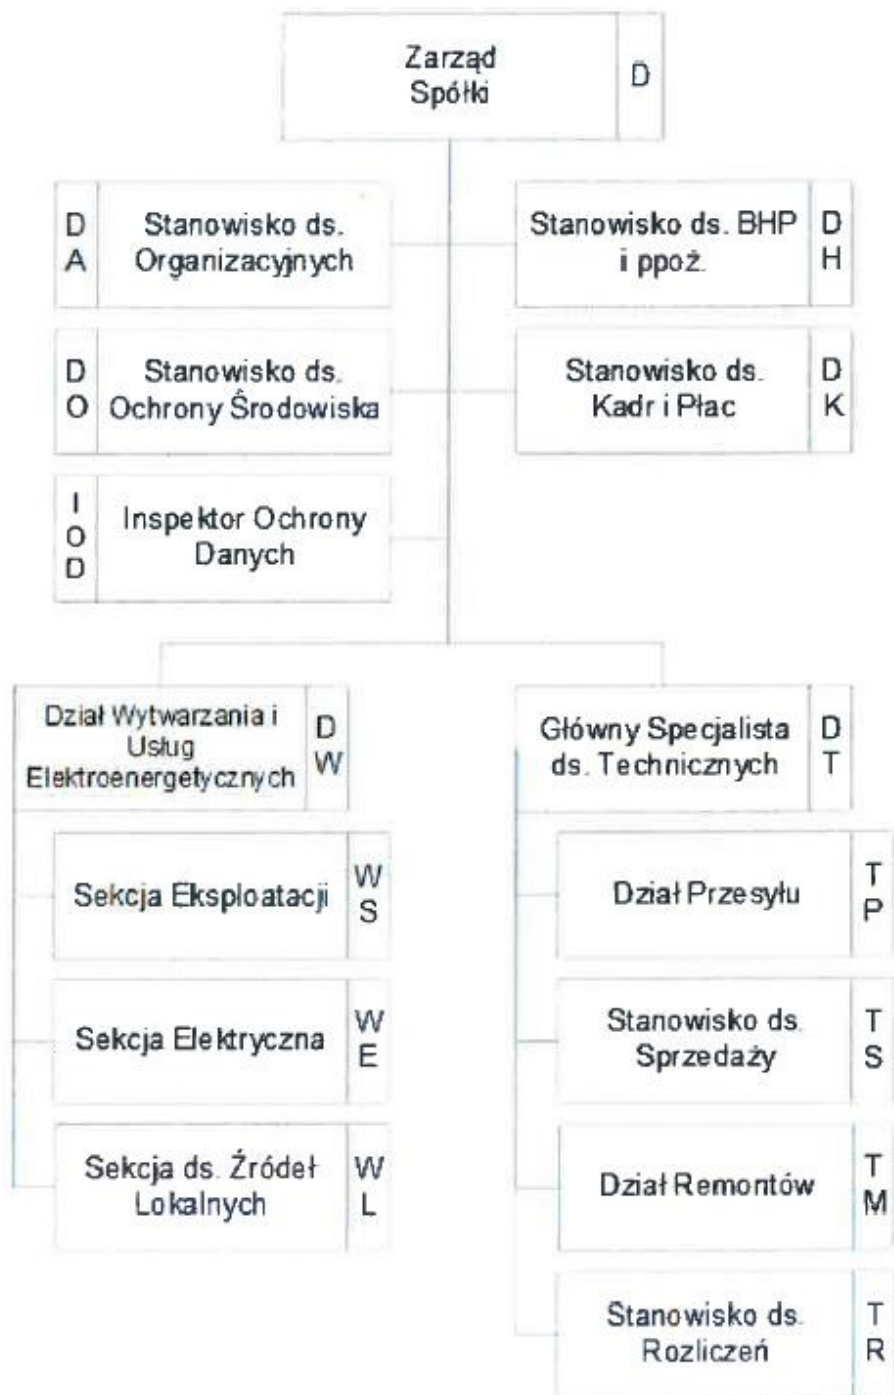 Zarząd
Spółki
D
D
A
Stanowisko ds.
Organizacyjnych
Stanowisko ds. BHP
i ppoż.
D
H
D
O
Stanowisko ds.
Ochrony Środowiska
Stanowisko ds.
Kadr i Płac
D
K
I
O
D
Inspektor Ochrony
Danych
Dział Wytwarzania i
Usług
Elektroenergetycznych
D
W
Główny Specjalista
ds. Technicznych
D
T
Sekcja Eksploatacji
W
S
Sekcja Elektryczna
W
E
Sekcja ds. Źródeł
Lokalnych
W
L
Dział Przesyłu
T
P
Stanowisko ds.
Sprzedaży
T
S
Dział Remontów
T
M
Stanowisko ds.
Rozliczeń
T
R